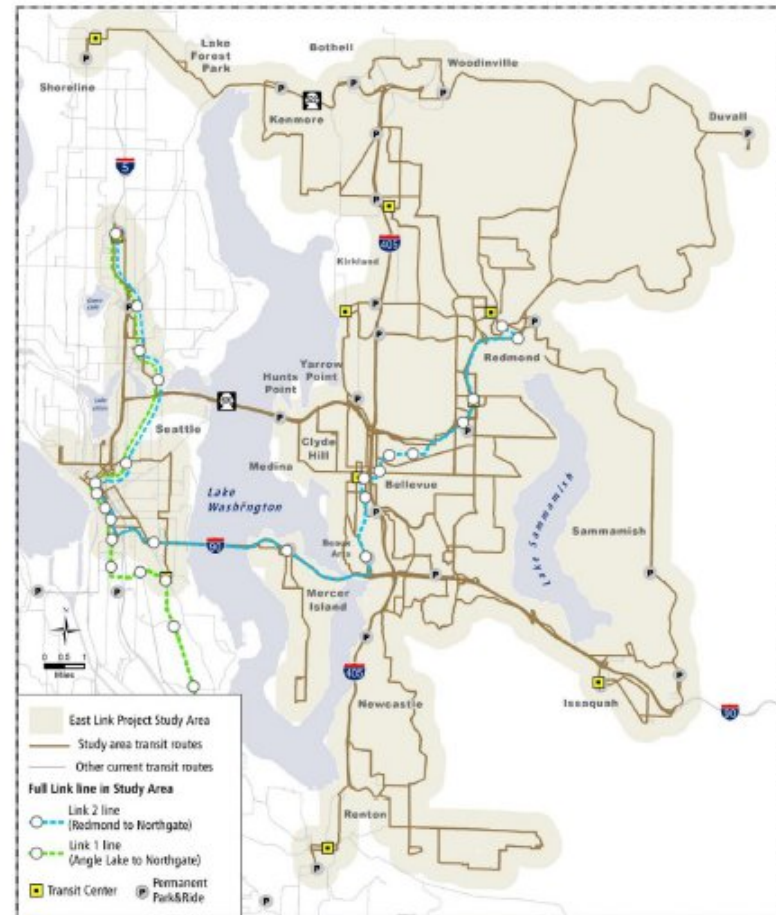 Lake
Forest
Park
Shoreline
Bothell
Woodinville
Kenmore
522
Duvall
5
405
Kirkland
Redmond
Yarrow
Point
Hunts
Point
Clyde
Hill
Medina
520
Seattle
Lake
Washington
Bellevue
Lake Sammamish
Sammamish
Beaux
Arts
90
Mercer
Island
Issaquah
90
405
Newcastle
Renton
0 0.5 1
Miles
East Link Project Study Area
Study area transit routes
Other current transit routes
Full Link line in Study Area
Link 2 line
(Redmond to Northgate)
Link 1 line
(Angle Lake to Northgate)
Transit Center
P Permanent
Park&Ride